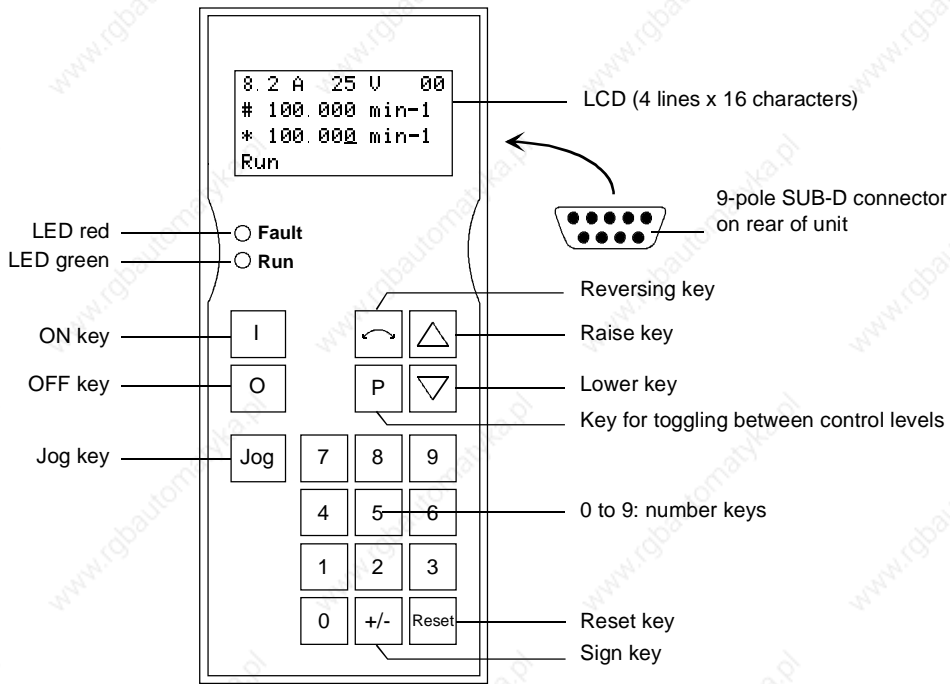 8.2 A 25 V 00
# 100.000 min-1
* 100.000 min-1
Run
LCD (4 lines x 16 characters)
9-pole SUB-D connector
on rear of unit
LED red
Fault
LED green
Run
Reversing key
ON key
I
Raise key
OFF key
O
P
Lower key
Key for toggling between control levels
Jog key
Jog
7
8
9
4
5
6
0 to 9: number keys
1
2
3
0
+/-
Reset
Reset key
Sign key
www.rgbautomatyka.pl